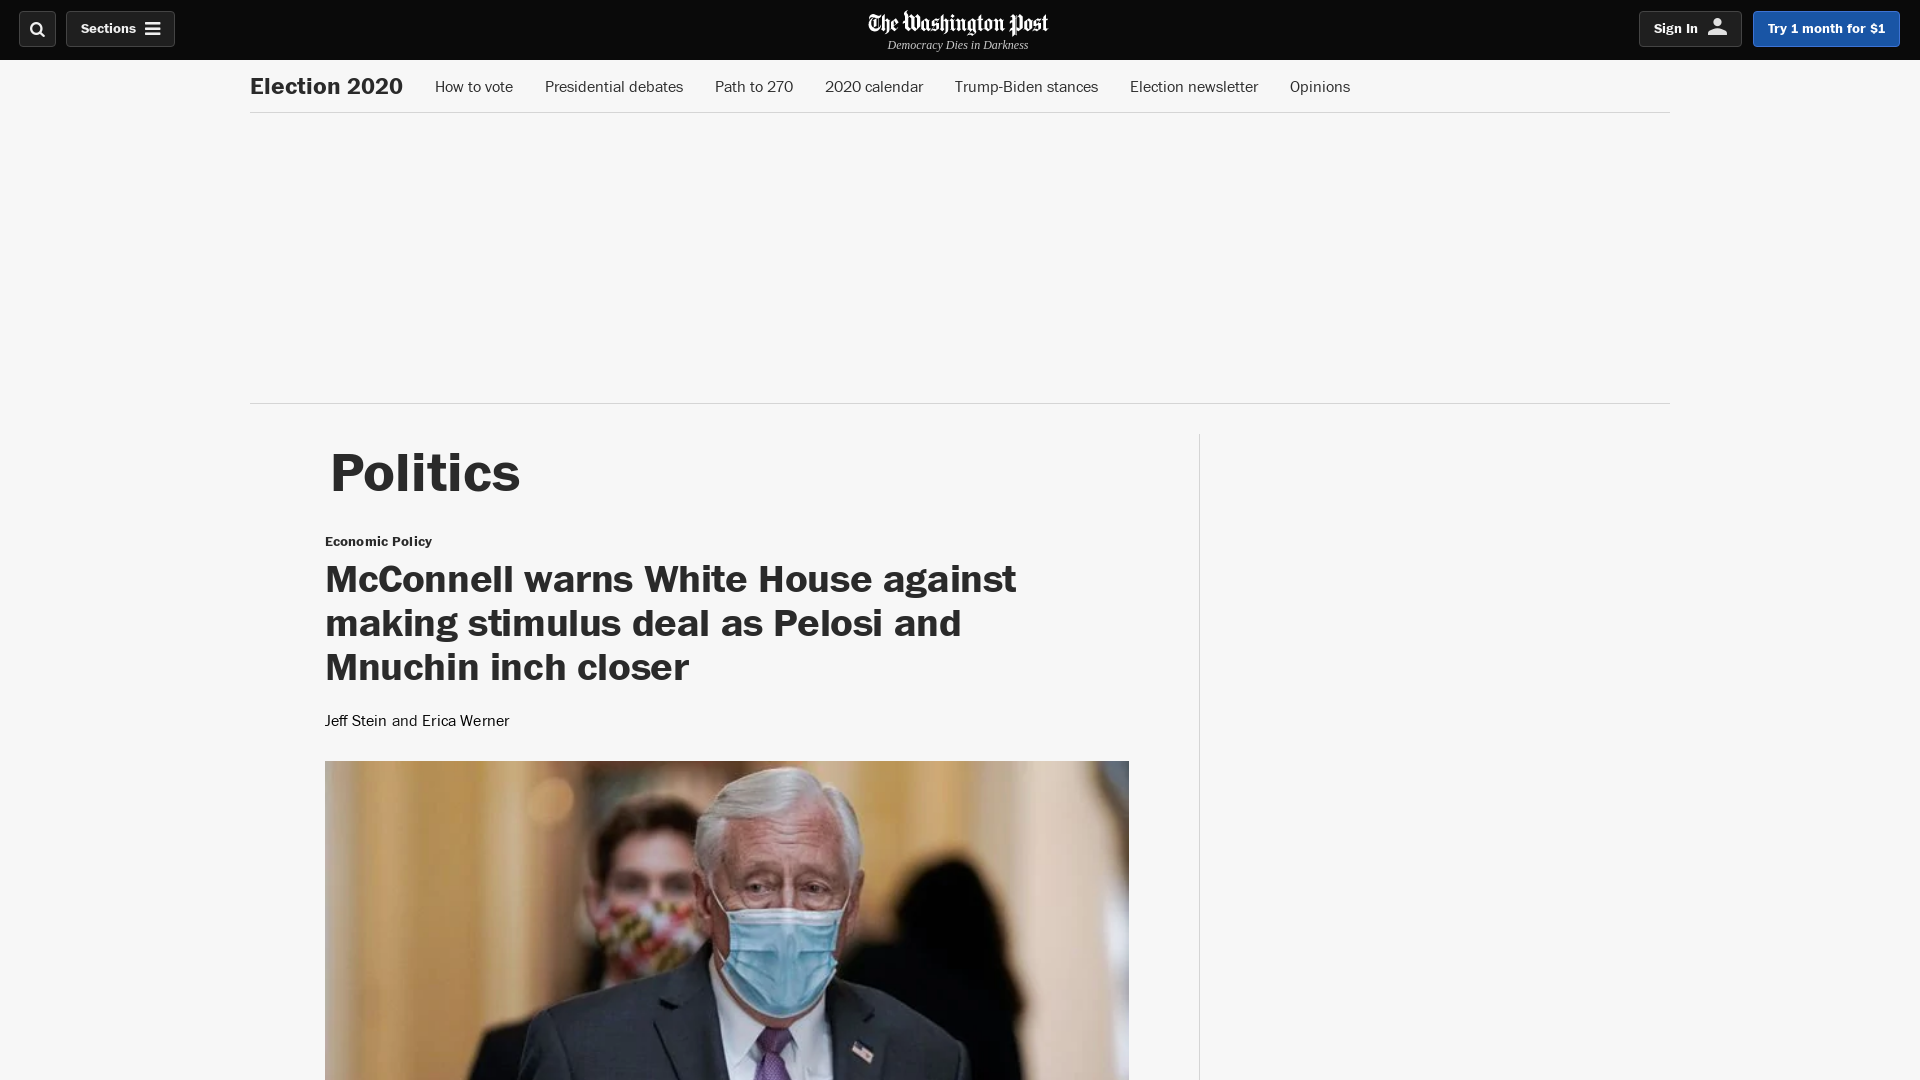 Sections
The Washington Post
Democracy Dies in Darkness
Sign In
Try 1 month for $1
Election 2020
How to vote
Presidential debates
Path to 270
2020 calendar
Trump-Biden stances
Election newsletter
Opinions
Politics
Economic Policy
McConnell warns White House against
making stimulus deal as Pelosi and
Mnuchin inch closer
Jeff Stein and Erica Werner